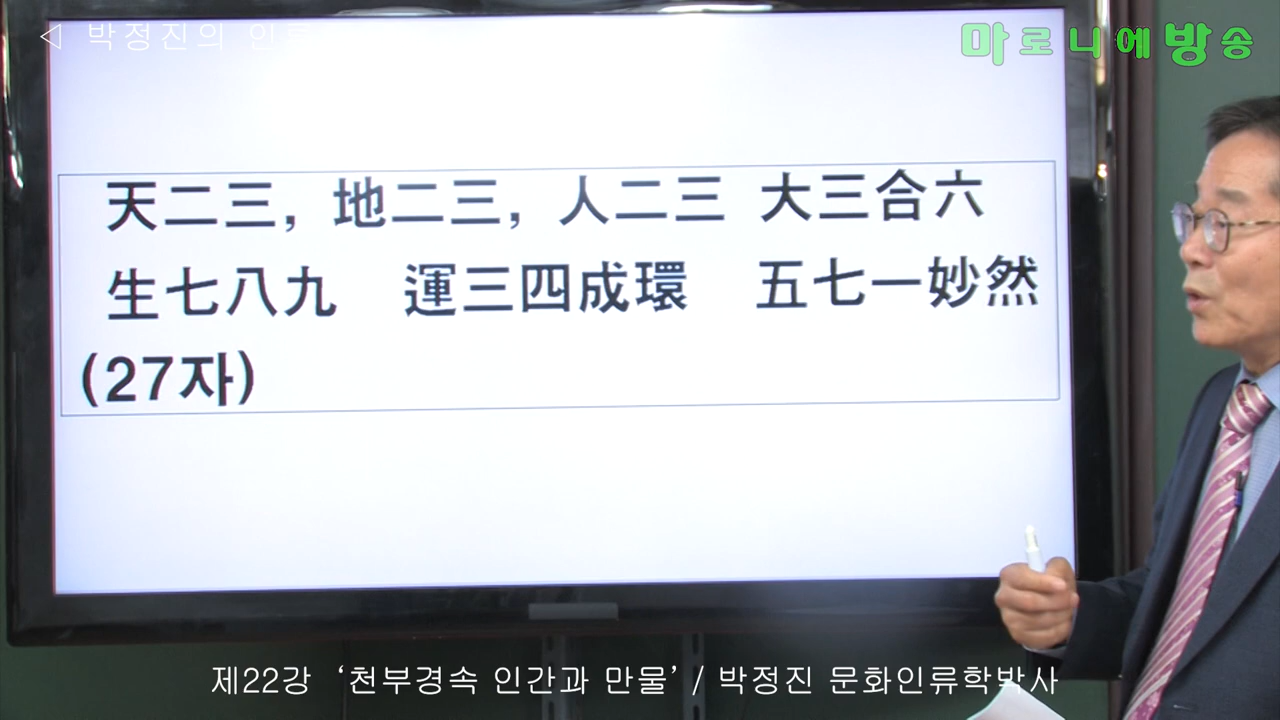 ◁ 박정진의 인류
마로니에방송
天二三, 地二三, 人二三 大三合六
生七八九 運三四成環 五七一妙然
(27자)
제22강 ‘천부경속 인간과 만물’ / 박정진 문화인류학박사